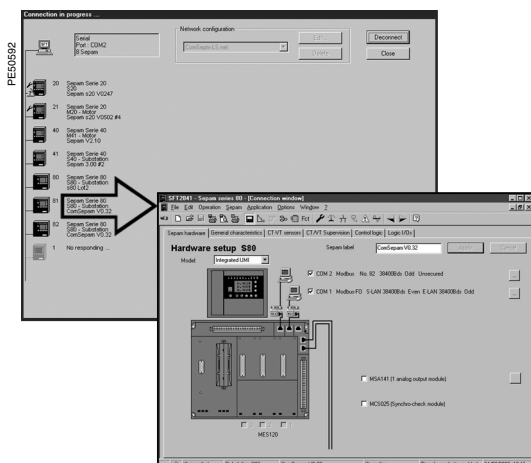 Connection in progress ...
PE50592
Serial
Port : COM2
8 Sepam
Network configuration
ComSepam LS.net
Edit...
Delete...
Disconnect
Close
20 Sepam Serie 20
S20
Sepam s20 V0247
21 Sepam Serie 20
M20 - Motor
Sepam s20 V0502 #4
40 Sepam Serie 40
M41 - Motor
Sepam V2.10
41 Sepam Serie 40
S40 - Substation
Sepam 3.00 #2
80 Sepam Serie 80
S80 - Substation
s80 Lot2
81 Sepam Serie 80
S80 - Substation
ComSepam V0.32
82 Sepam Serie 80
S80 - Substation
ComSepam V0.32
1 No responding ...
SFT2841 - Sepam series 80 - [Connection window]
File Edit Operation Sepam Application Options Window ?
Fct
Sepam hardware General characteristics CT-VT sensors CT/VT Supervision Control logic Logic I/Os
Hardware setup S80
Sepam label ComSepam V0.32 Apply Cancel
Model: Integrated UMI
COM 2 Modbus No. 82 38400Bds Odd Unsecured
COM 1 Modbus-FO S-LAN 38400Bds Even E-LAN 38400Bds Odd
MSA141 (1 analog output module)
MCS025 (Synchro-check module)
MES120